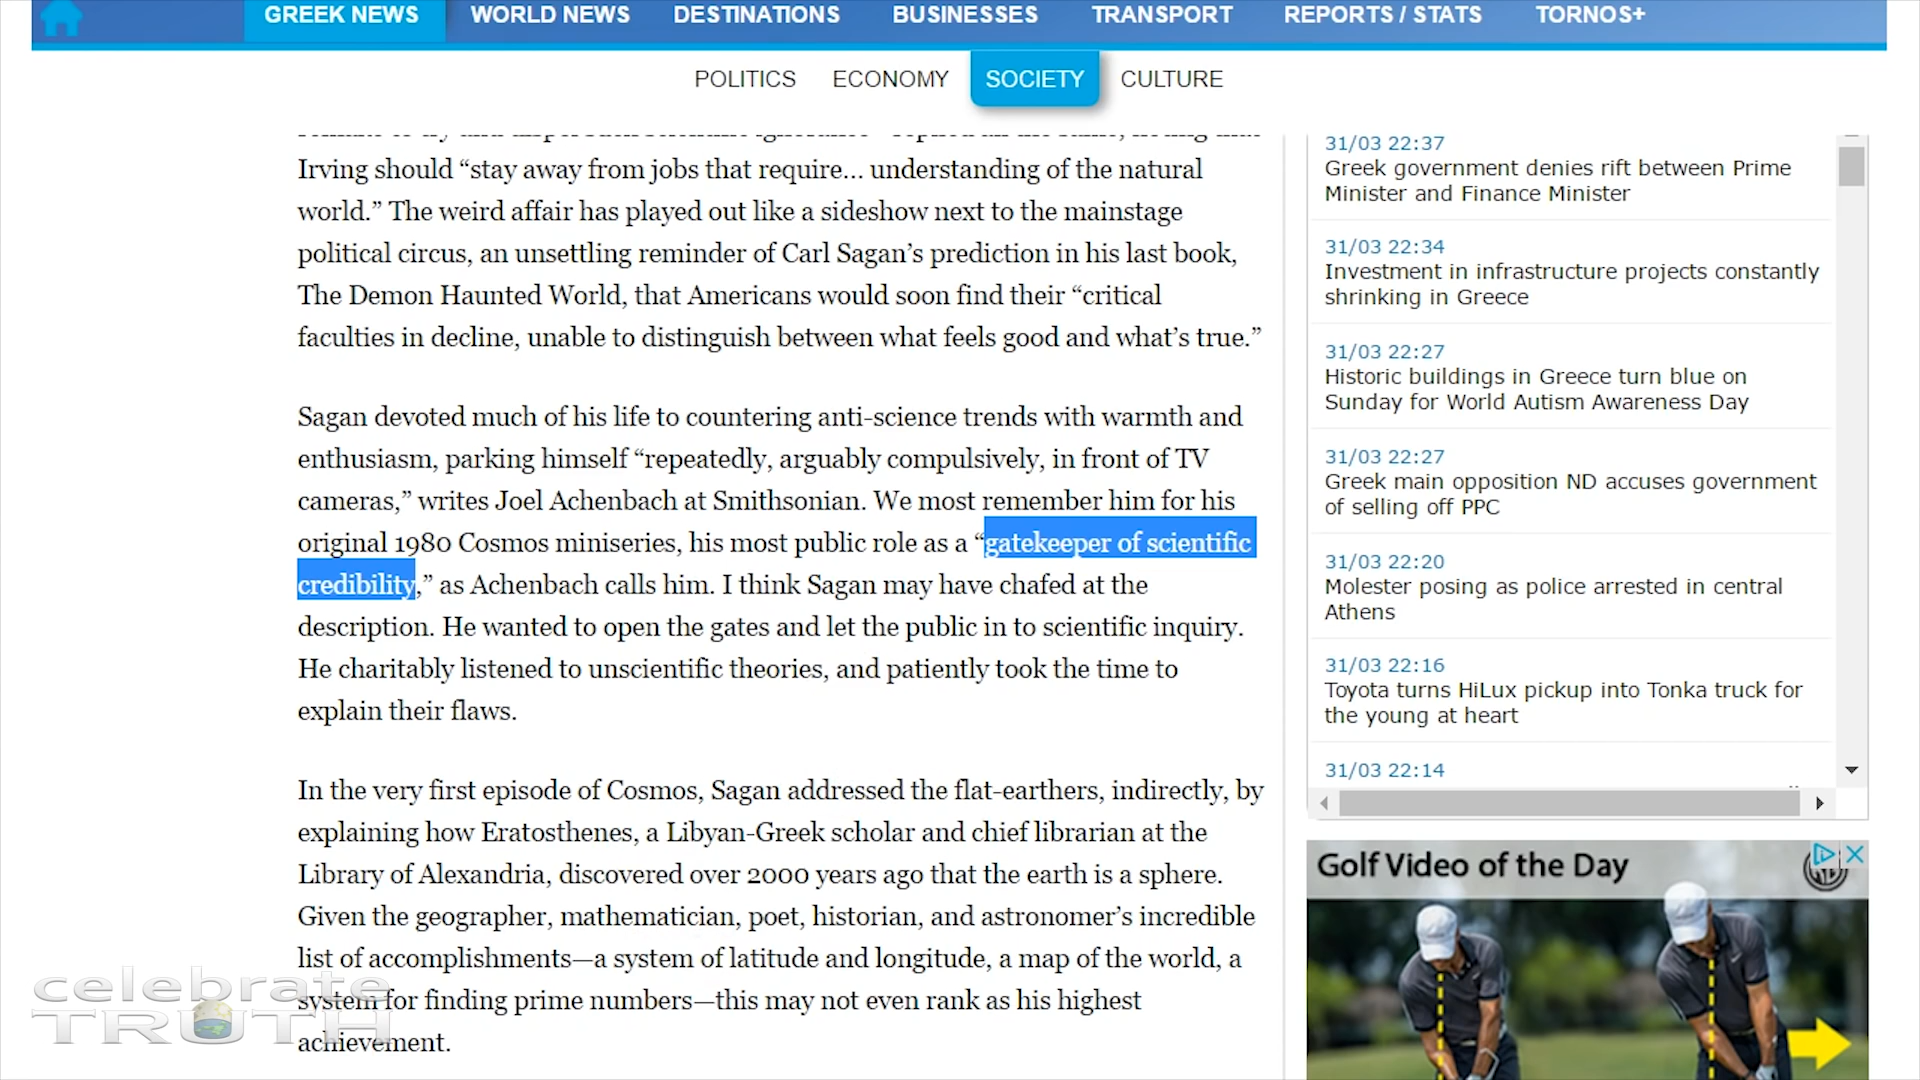 GREEK NEWS WORLD NEWS DESTINATIONS BUSINESSES TRANSPORT REPORTS / STATS TORNOS+
POLITICS ECONOMY SOCIETY CULTURE
Irving should “stay away from jobs that require… understanding of the natural
world.” The weird affair has played out like a sideshow next to the mainstage
political circus, an unsettling reminder of Carl Sagan’s prediction in his last book,
The Demon Haunted World, that Americans would soon find their “critical
faculties in decline, unable to distinguish between what feels good and what’s true.”
Sagan devoted much of his life to countering anti-science trends with warmth and
enthusiasm, parking himself “repeatedly, arguably compulsively, in front of TV
cameras,” writes Joel Achenbach at Smithsonian. We most remember him for his
original 1980 Cosmos miniseries, his most public role as a “gatekeeper of scientific
credibility,” as Achenbach calls him. I think Sagan may have chafed at the
description. He wanted to open the gates and let the public in to scientific inquiry.
He charitably listened to unscientific theories, and patiently took the time to
explain their flaws.
In the very first episode of Cosmos, Sagan addressed the flat-earthers, indirectly, by
explaining how Eratosthenes, a Libyan-Greek scholar and chief librarian at the
Library of Alexandria, discovered over 2000 years ago that the earth is a sphere.
Given the geographer, mathematician, poet, historian, and astronomer’s incredible
list of accomplishments—a system of latitude and longitude, a map of the world, a
system for finding prime numbers—this may not even rank as his highest
achievement.
31/03 22:37
Greek government denies rift between Prime
Minister and Finance Minister
31/03 22:34
Investment in infrastructure projects constantly
shrinking in Greece
31/03 22:27
Historic buildings in Greece turn blue on
Sunday for World Autism Awareness Day
31/03 22:27
Greek main opposition ND accuses government
of selling off PPC
31/03 22:20
Molester posing as police arrested in central
Athens
31/03 22:16
Toyota turns HiLux pickup into Tonka truck for
the young at heart
31/03 22:14
Golf Video of the Day
celebrate
TRUTH